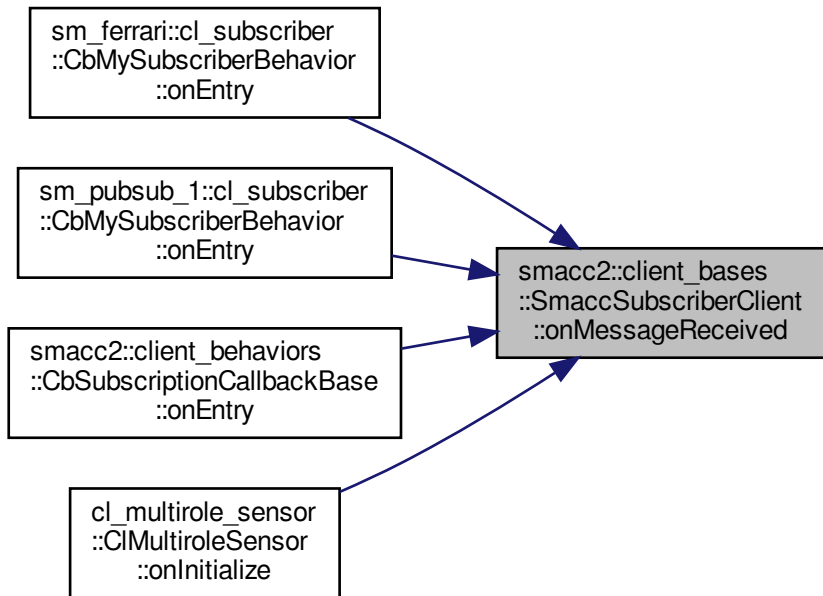 sm_ferrari::cl_subscriber
::CbMySubscriberBehavior
::onEntry
sm_pubsub_1::cl_subscriber
::CbMySubscriberBehavior
::onEntry
smacc2::client_behaviors
::CbSubscriptionCallbackBase
::onEntry
cl_multirole_sensor
::ClMultiroleSensor
::onInitialize
smacc2::client_bases
::SmaccSubscriberClient
::onMessageReceived